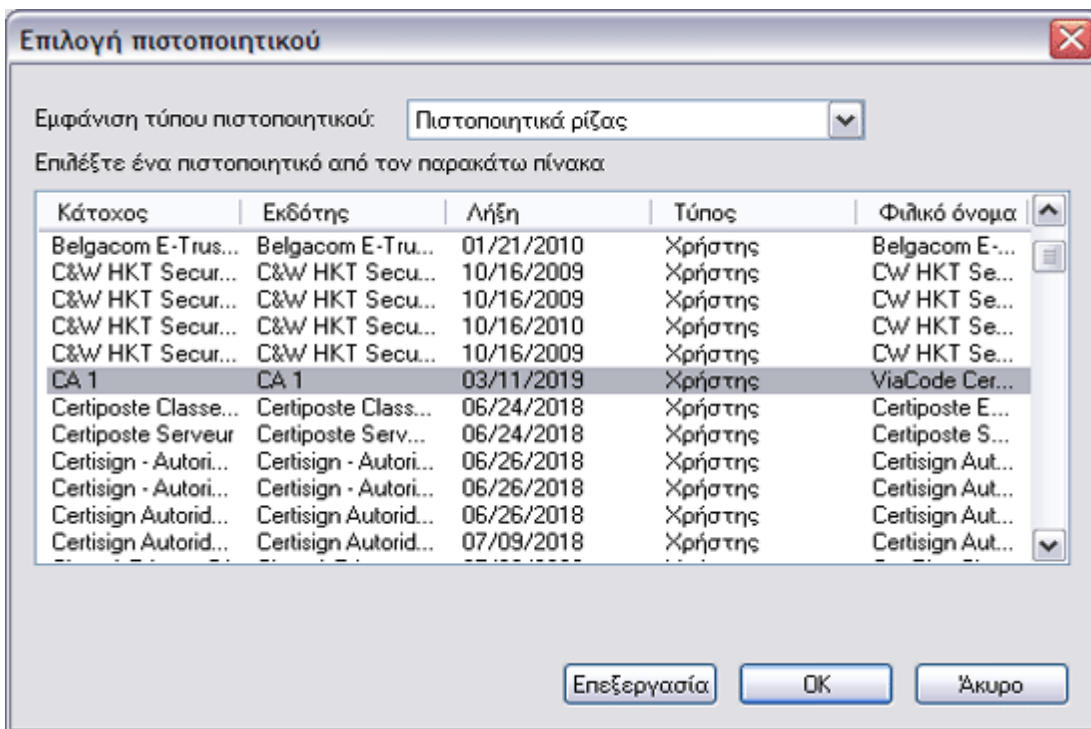 Επιλογή πιστοποιητικού
Εμφάνιση τύπου πιστοποιητικού: Πιστοποιητικά ρίζας
Επιλέξτε ένα πιστοποιητικό από τον παρακάτω πίνακα
Κάτοχος Εκδότης Λήξη Τύπος Φιλικό όνομα
Belgacom E-Trus... Belgacom E-Tru... 01/21/2010 Χρήστης Belgacom E-...
C&W HKT Secur... C&W HKT Secu... 10/16/2009 Χρήστης CW HKT Se...
C&W HKT Secur... C&W HKT Secu... 10/16/2009 Χρήστης CW HKT Se...
C&W HKT Secur... C&W HKT Secu... 10/16/2010 Χρήστης CW HKT Se...
C&W HKT Secur... C&W HKT Secu... 10/16/2009 Χρήστης CW HKT Se...
CA 1 CA 1 03/11/2019 Χρήστης ViaCode Cer...
Certiposte Classe... Certiposte Class... 06/24/2018 Χρήστης Certiposte E...
Certiposte Serveur Certiposte Serv... 06/24/2018 Χρήστης Certiposte S...
Certisign - Autori... Certisign - Autori... 06/26/2018 Χρήστης Certisign Aut...
Certisign - Autori... Certisign - Autori... 06/26/2018 Χρήστης Certisign Aut...
Certisign Autorid... Certisign Autorid... 06/26/2018 Χρήστης Certisign Aut...
Certisign Autorid... Certisign Autorid... 07/09/2018 Χρήστης Certisign Aut...
Επεξεργασία OK Άκυρο